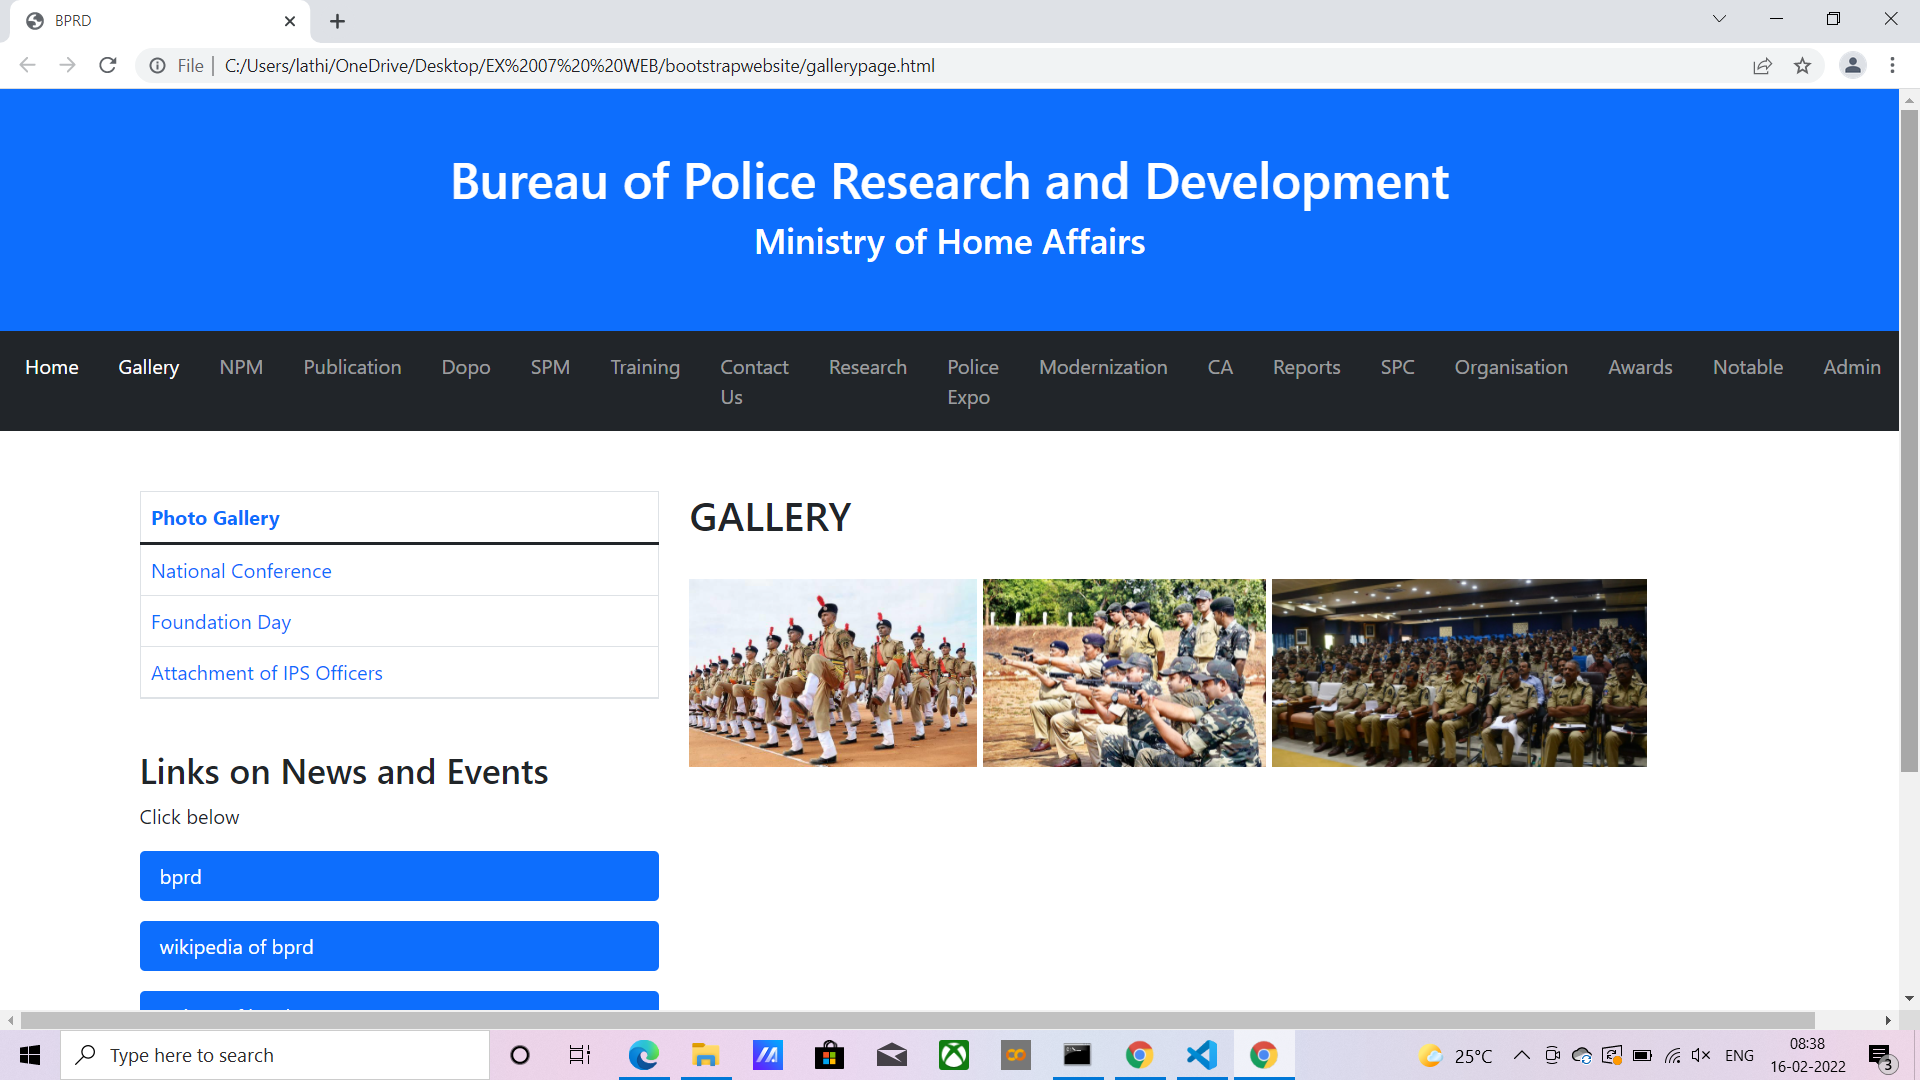 BPRD
File
C:/Users/lathi/OneDrive/Desktop/EX%2007%20%20WEB/bootstrapwebsite/gallerypage.html
Bureau of Police Research and Development
Ministry of Home Affairs
Home Gallery NPM Publication Dopo SPM Training Contact Us Research Police Expo Modernization CA Reports SPC Organisation Awards Notable Admin
Photo Gallery
National Conference
Foundation Day
Attachment of IPS Officers
GALLERY
Links on News and Events
Click below
bprd
wikipedia of bprd
Type here to search
25°C
ENG
08:38
16-02-2022
3